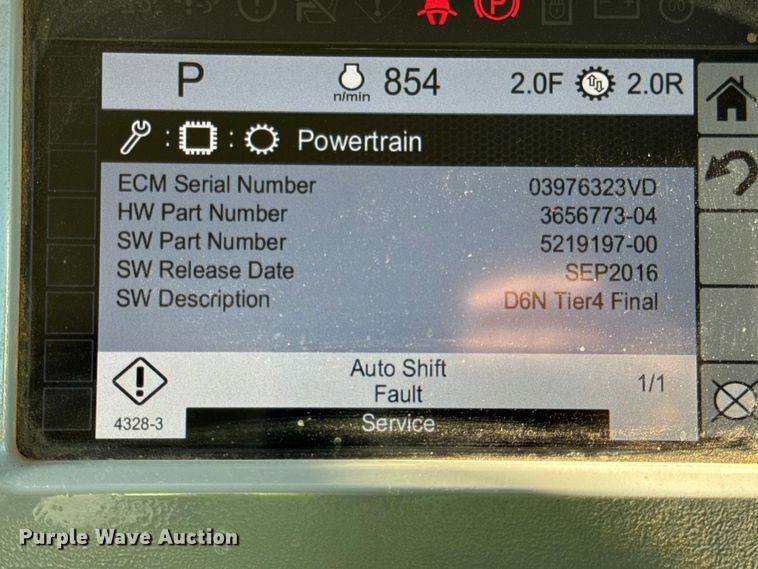 P n/min 854 2.0F 2.0R
: : Powertrain
ECM Serial Number 03976323VD
HW Part Number 3656773-04
SW Part Number 5219197-00
SW Release Date SEP2016
SW Description D6N Tier4 Final
Auto Shift
Fault
1/1
4328-3
Service
Purple Wave Auction